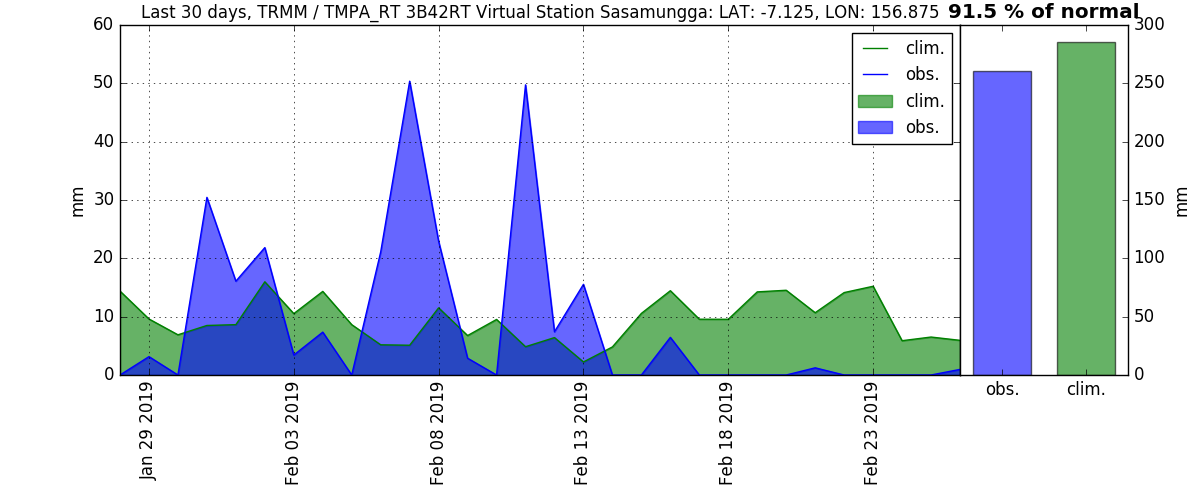 Last 30 days, TRMM / TMPA_RT 3B42RT Virtual Station Sasamungga: LAT: -7.125, LON: 156.875
91.5 % of normal
60
50
40
30
20
10
0
mm
clim.
obs.
clim.
obs.
Jan 29 2019
Feb 03 2019
Feb 08 2019
Feb 13 2019
Feb 18 2019
Feb 23 2019
300
250
200
150
100
50
0
mm
obs.
clim.